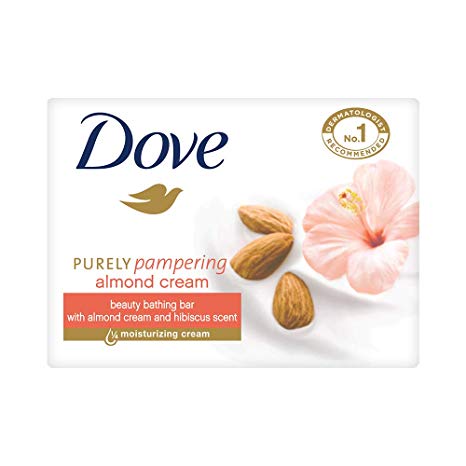 Dove
DERMATOLOGIST
No.1
RECOMMENDED
PURELY pampering
almond cream
beauty bathing bar
with almond cream and hibiscus scent
¼ moisturizing cream